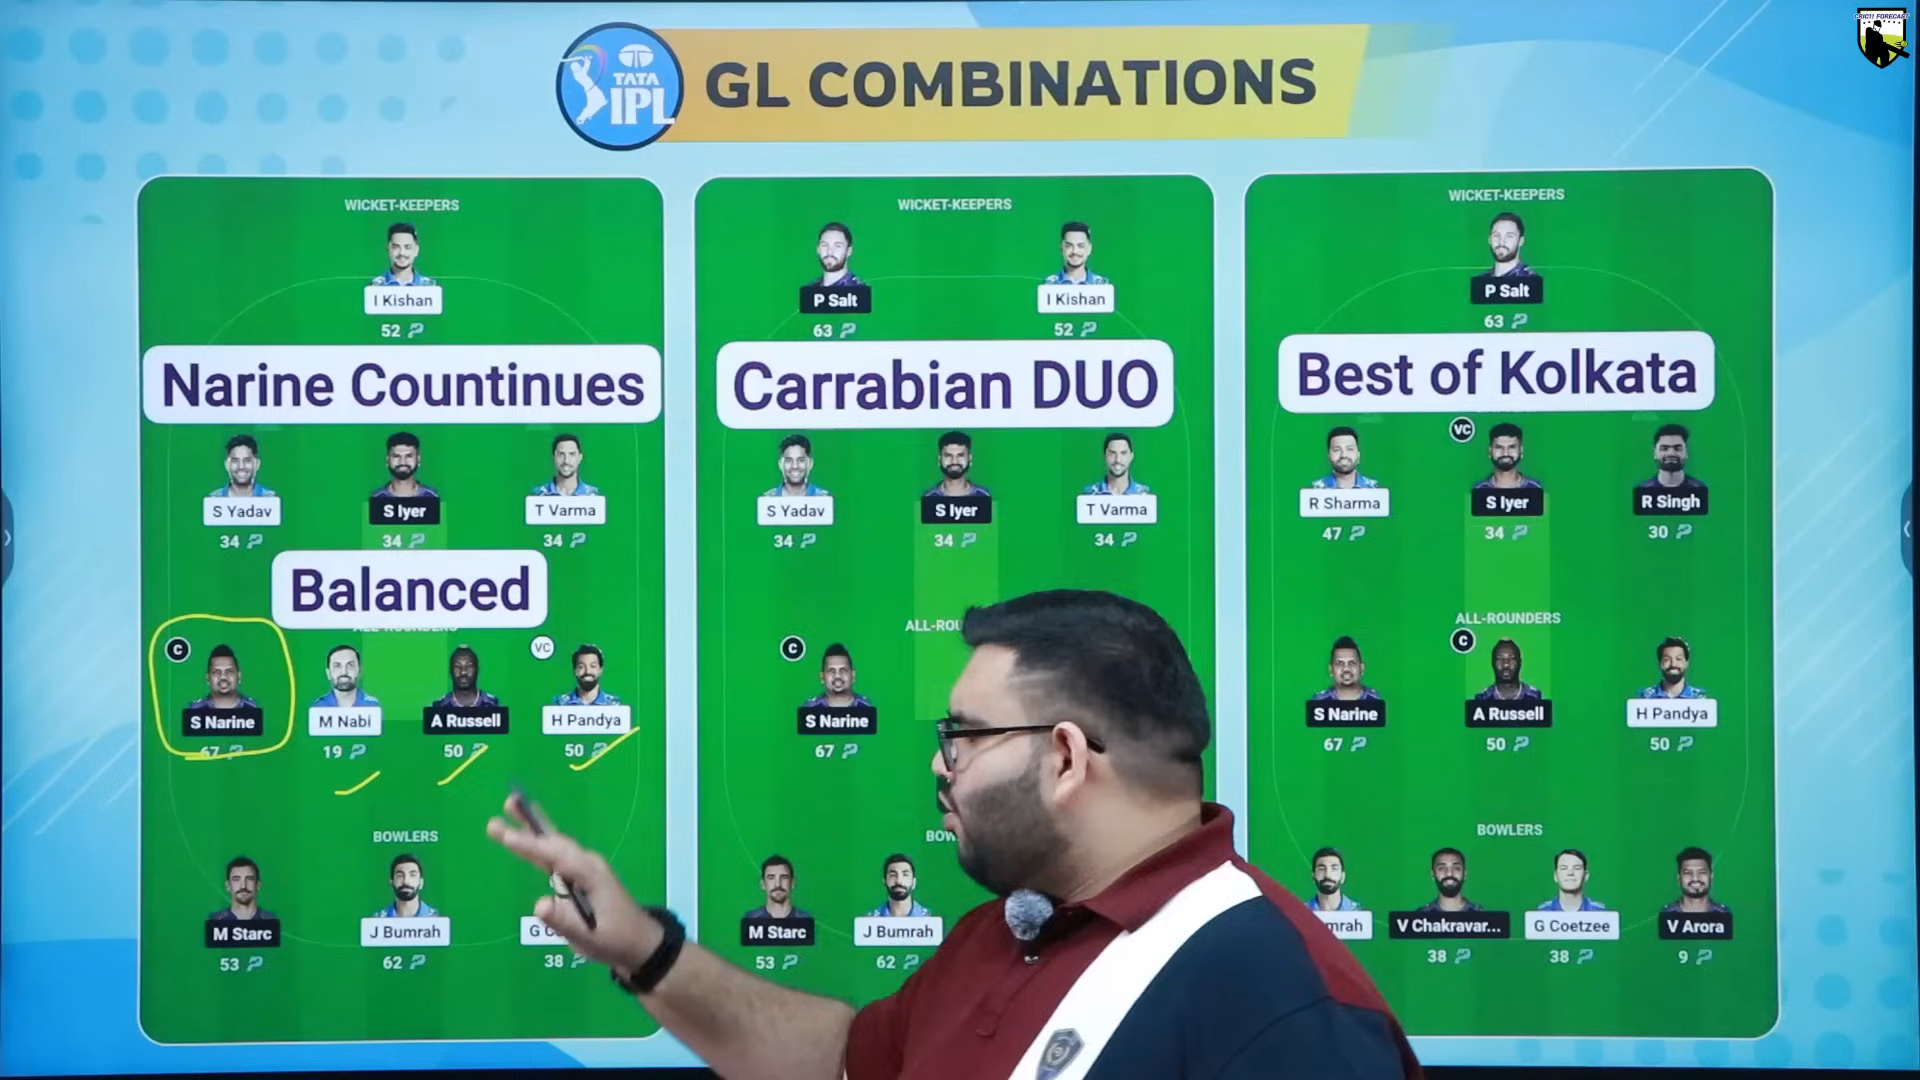 CRIC11 FORECAST
TATA
IPL
GL COMBINATIONS
WICKET-KEEPERS
I Kishan
52
Narine Countinues
S Yadav
S Iyer
T Varma
34
34
34
Balanced
C
VC
S Narine
M Nabi
A Russell
H Pandya
67
19
50
50
BOWLERS
M Starc
J Bumrah
53
62
38
WICKET-KEEPERS
P Salt
I Kishan
63
52
Carrabian DUO
S Yadav
S Iyer
T Varma
34
34
34
C
S Narine
67
M Starc
J Bumrah
53
62
WICKET-KEEPERS
P Salt
63
Best of Kolkata
VC
R Sharma
S Iyer
R Singh
47
34
30
ALL-ROUNDERS
C
S Narine
A Russell
H Pandya
67
50
50
BOWLERS
V Chakravar...
G Coetzee
V Arora
38
38
9